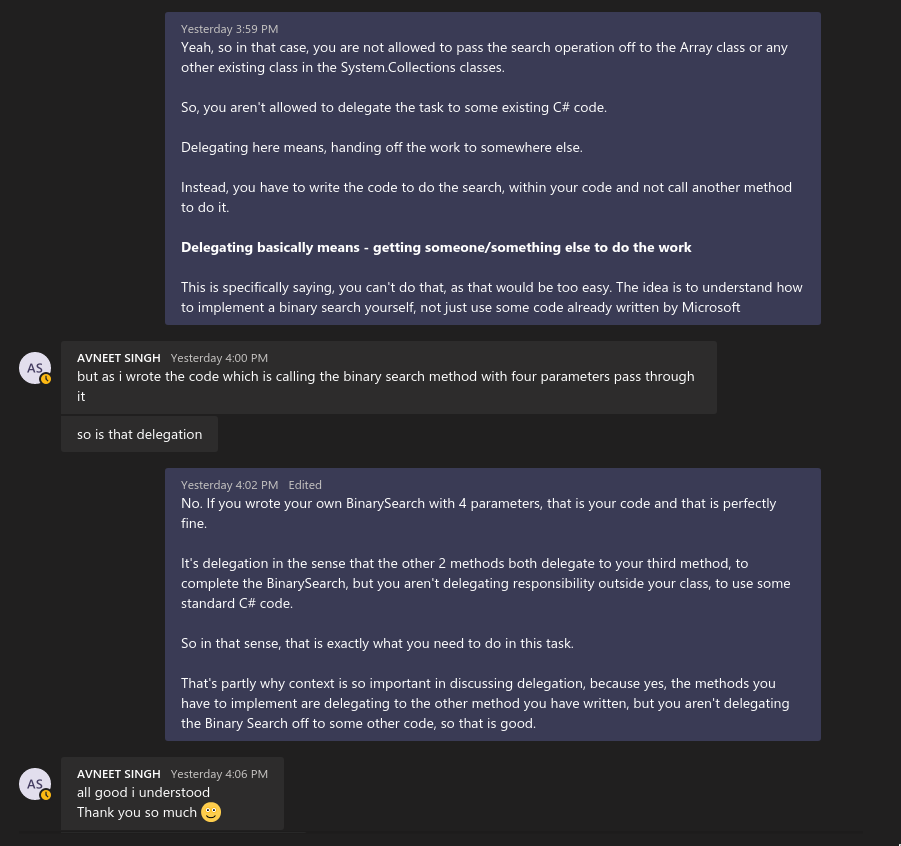 Yesterday 3:59 PM
Yeah, so in that case, you are not allowed to pass the search operation off to the Array class or any
other existing class in the System.Collections classes.
So, you aren't allowed to delegate the task to some existing C# code.
Delegating here means, handing off the work to somewhere else.
Instead, you have to write the code to do the search, within your code and not call another method
to do it.
Delegating basically means - getting someone/something else to do the work
This is specifically saying, you can't do that, as that would be too easy. The idea is to understand how
to implement a binary search yourself, not just use some code already written by Microsoft
AS
AVNEET SINGH Yesterday 4:00 PM
but as i wrote the code which is calling the binary search method with four parameters pass through
it
so is that delegation
Yesterday 4:02 PM Edited
No. If you wrote your own BinarySearch with 4 parameters, that is your code and that is perfectly
fine.
It's delegation in the sense that the other 2 methods both delegate to your third method, to
complete the BinarySearch, but you aren't delegating responsibility outside your class, to use some
standard C# code.
So in that sense, that is exactly what you need to do in this task.
That's partly why context is so important in discussing delegation, because yes, the methods you
have to implement are delegating to the other method you have written, but you aren't delegating
the Binary Search off to some other code, so that is good.
AS
AVNEET SINGH Yesterday 4:06 PM
all good i understood
Thank you so much